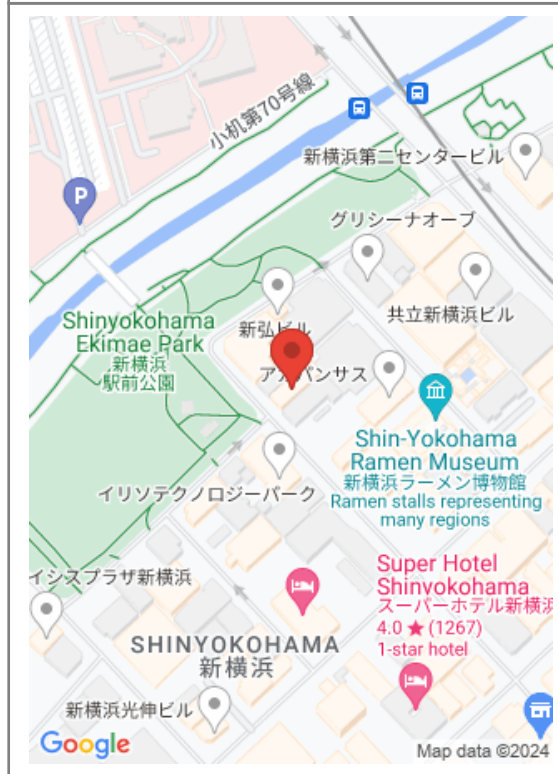 小机第70号線
P
新横浜第二センタービル
グリシーナオーブ
共立新横浜ビル
Shinyokohama
Ekimae Park
新横浜
駅前公園
新弘ビル
Shin-Yokohama
Ramen Museum
新横浜ラーメン博物館
Ramen stalls representing
many regions
イリソテクノロジーパーク
イシスプラザ新横浜
Super Hotel
Shinyokohama
スーパーホテル新横浜
4.0 ★ (1267)
1-star hotel
SHINYOKOHAMA
新横浜
新横浜光伸ビル
Google
Map data ©2024